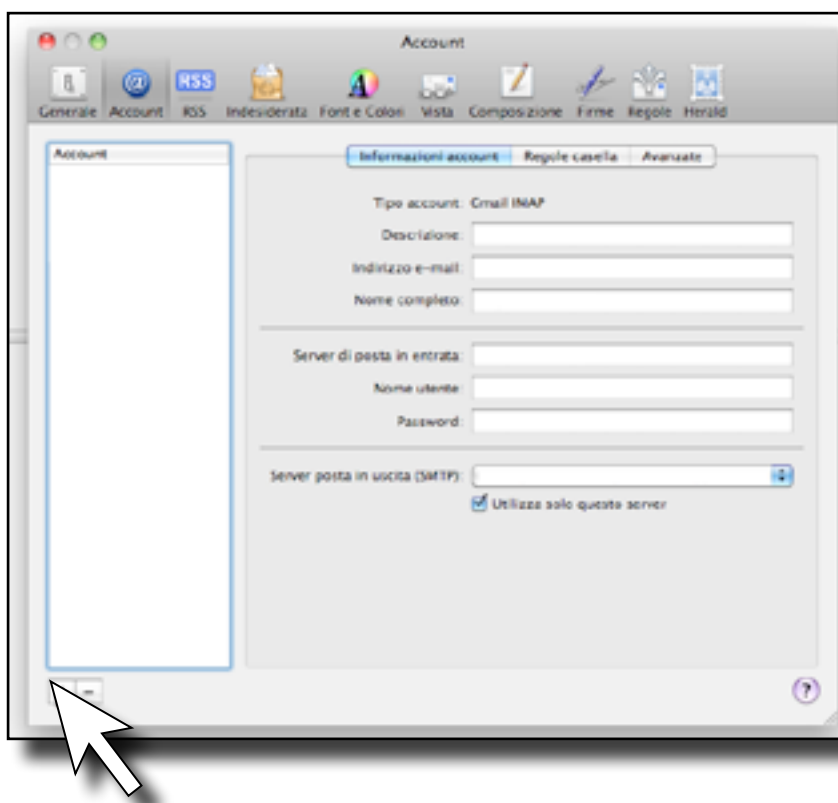 Account
RSS
Generale Account RSS Indesiderata Font e Colori Vista Composizione Firme Regole Herald
Account
Informazioni account Regole casella Avanzate
Tipo account: Gmail IMAP
Descrizione:
Indirizzo e-mail:
Nome completo:
Server di posta in entrata:
Nome utente:
Password:
Server posta in uscita (SMTP):
Utilizza solo questo server
?